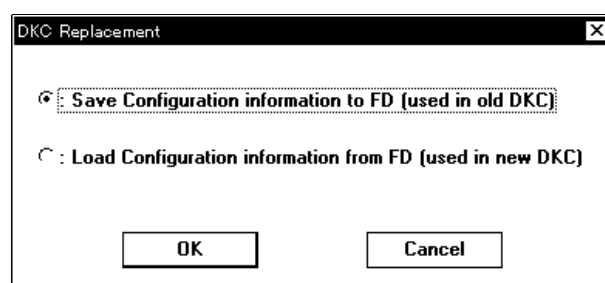 DKC Replacement
: Save Configuration information to FD (used in old DKC)
: Load Configuration information from FD (used in new DKC)
OK Cancel